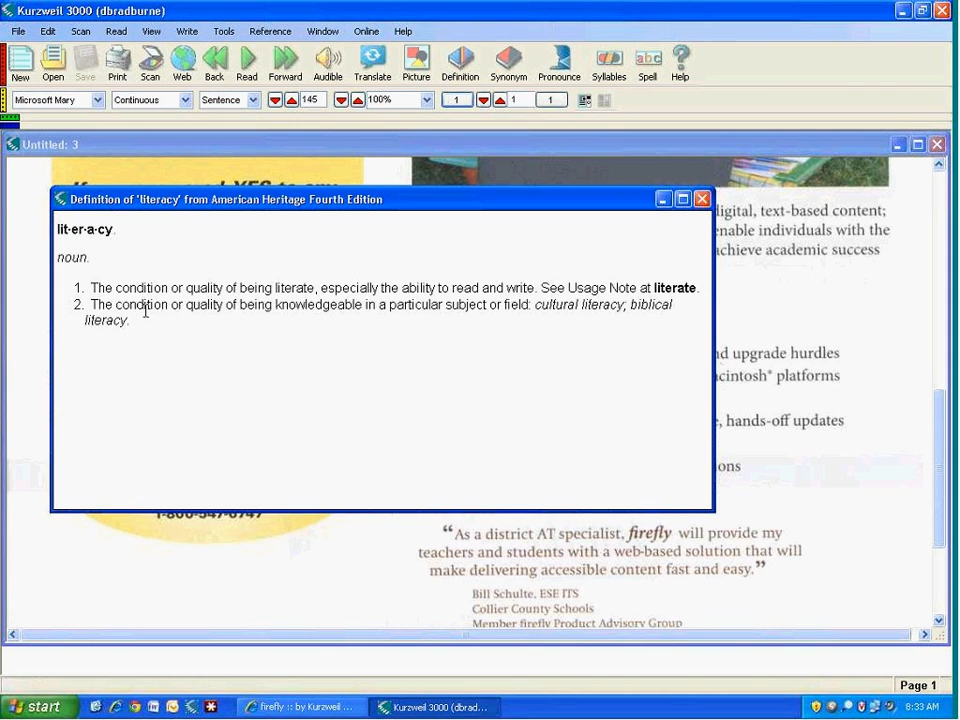 Kurzweil 3000 (dbradburne)
File Edit Scan Read View Write Tools Reference Window Online Help
New Open Save Print Scan Web Back Read Forward Audible Translate Picture Definition Synonym Pronounce Syllables Spell Help
Microsoft Mary Continuous Sentence 145 100% 1 1 1
Untitled: 3
Definition of 'literacy' from American Heritage Fourth Edition
lit·er·a·cy.
noun.
1. The condition or quality of being literate, especially the ability to read and write. See Usage Note at literate.
2. The condition or quality of being knowledgeable in a particular subject or field: cultural literacy; biblical
literacy.
digital, text-based content;
enable individuals with the
achieve academic success
nd upgrade hurdles
acintosh® platforms
e, hands-off updates
ons
1-800-547-6747
“As a district AT specialist, firefly will provide my
teachers and students with a web-based solution that will
make delivering accessible content fast and easy.”
Bill Schulte, ESE ITS
Collier County Schools
Member firefly Product Advisory Group
Page 1
start firefly :: by Kurzweil ... Kurzweil 3000 (dbrad... 8:33 AM